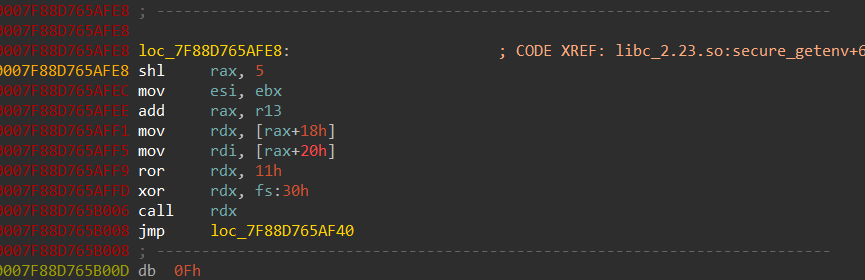 0007F88D765AFE8 ; ---------------------------------------------------------------------------
0007F88D765AFE8
0007F88D765AFE8 loc_7F88D765AFE8: ; CODE XREF: libc_2.23.so:secure_getenv+6
0007F88D765AFE8 shl rax, 5
0007F88D765AFEC mov esi, ebx
0007F88D765AFEE add rax, r13
0007F88D765AFF1 mov rdx, [rax+18h]
0007F88D765AFF5 mov rdi, [rax+20h]
0007F88D765AFF9 ror rdx, 11h
0007F88D765AFFD xor rdx, fs:30h
0007F88D765B006 call rdx
0007F88D765B008 jmp loc_7F88D765AF40
0007F88D765B008 ; ---------------------------------------------------------------------------
0007F88D765B00D db 0Fh